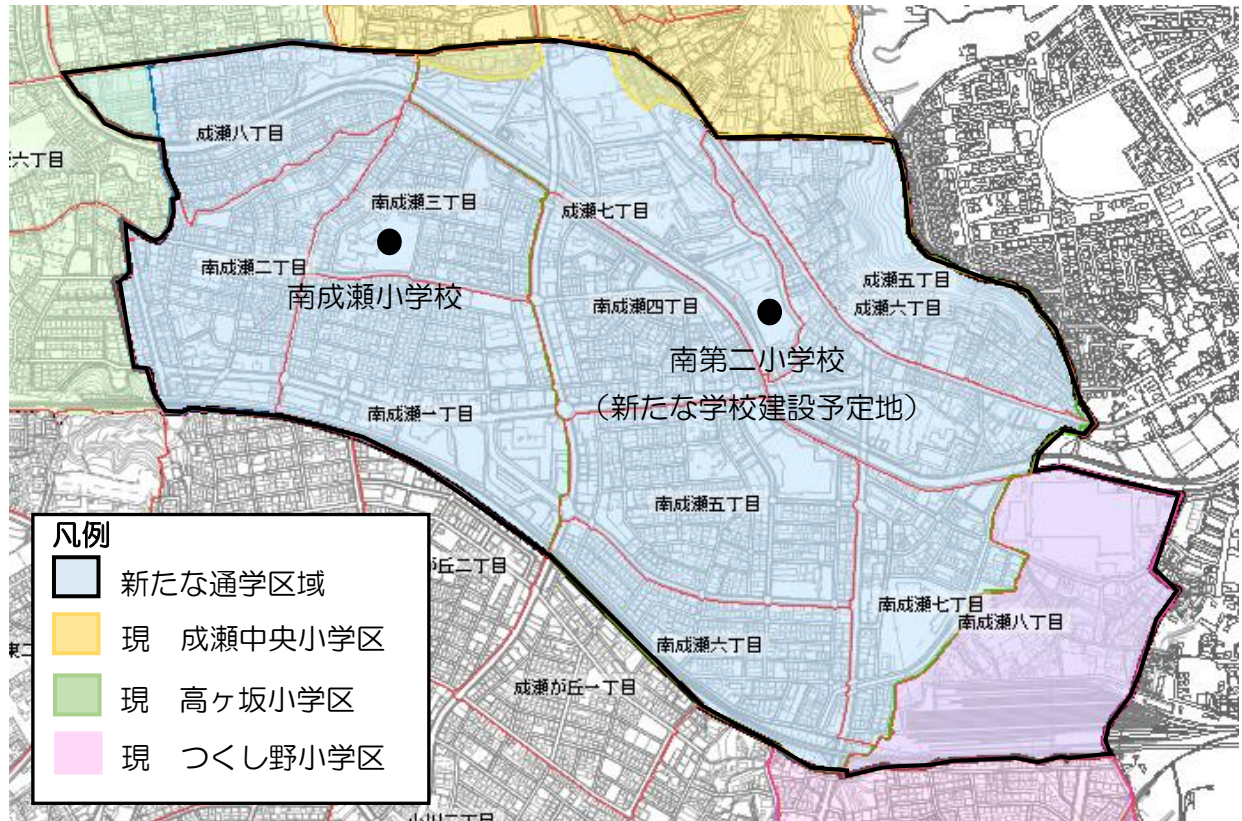 成瀬八丁目
六丁目
南成瀬三丁目
成瀬七丁目
南成瀬二丁目
南成瀬小学校
南成瀬四丁目
成瀬五丁目
成瀬六丁目
南第二小学校
（新たな学校建設予定地）
南成瀬一丁目
南成瀬五丁目
が丘二丁目
南成瀬七丁目
南成瀬八丁目
南成瀬六丁目
成瀬が丘一丁目
凡例
新たな通学区域
現　成瀬中央小学区
現　高ヶ坂小学区
現　つくし野小学区